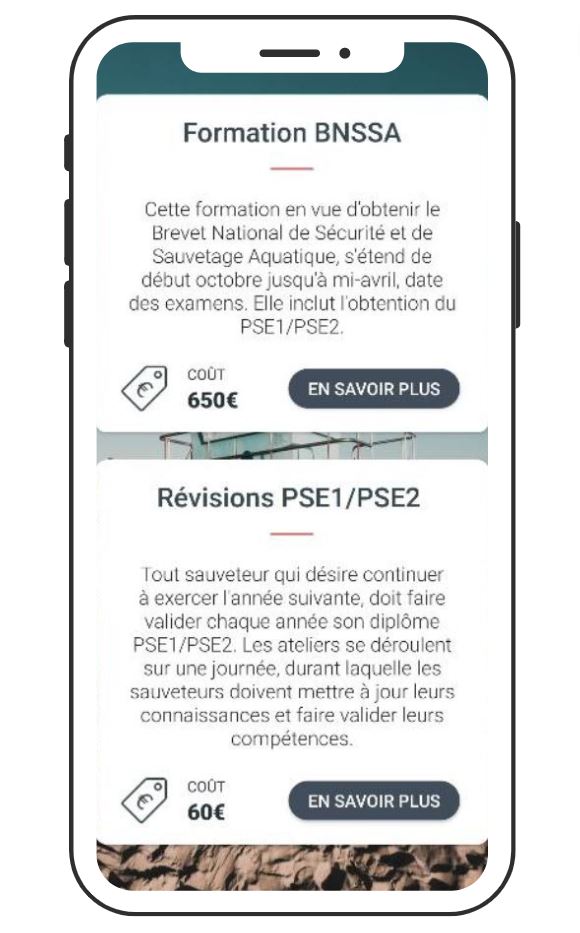 Formation BNSSA
Cette formation en vue d'obtenir le
Brevet National de Sécurité et de
Sauvetage Aquatique, s'étend de
début octobre jusqu'à mi-avril, date
des examens. Elle inclut l'obtention du
PSE1/PSE2.
COÛT
650€
EN SAVOIR PLUS
Révisions PSE1/PSE2
Tout sauveteur qui désire continuer
à exercer l'année suivante, doit faire
valider chaque année son diplôme
PSE1/PSE2. Les ateliers se déroulent
sur une journée, durant laquelle les
sauveteurs doivent mettre à jour leurs
connaissances et faire valider leurs
compétences.
COÛT
60€
EN SAVOIR PLUS